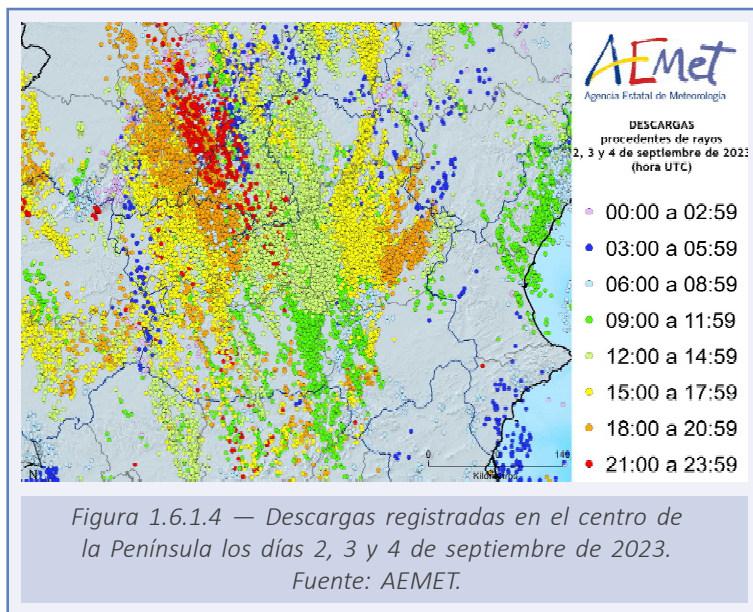 AEmet
Agencia Estatal de Meteorología
DESCARGAS
procedentes de rayos
2, 3 y 4 de septiembre de 2023
(hora UTC)
00:00 a 02:59
03:00 a 05:59
06:00 a 08:59
09:00 a 11:59
12:00 a 14:59
15:00 a 17:59
18:00 a 20:59
21:00 a 23:59
N
0 140
Figura 1.6.1.4 — Descargas registradas en el centro de
la Península los días 2, 3 y 4 de septiembre de 2023.
Fuente: AEMET.